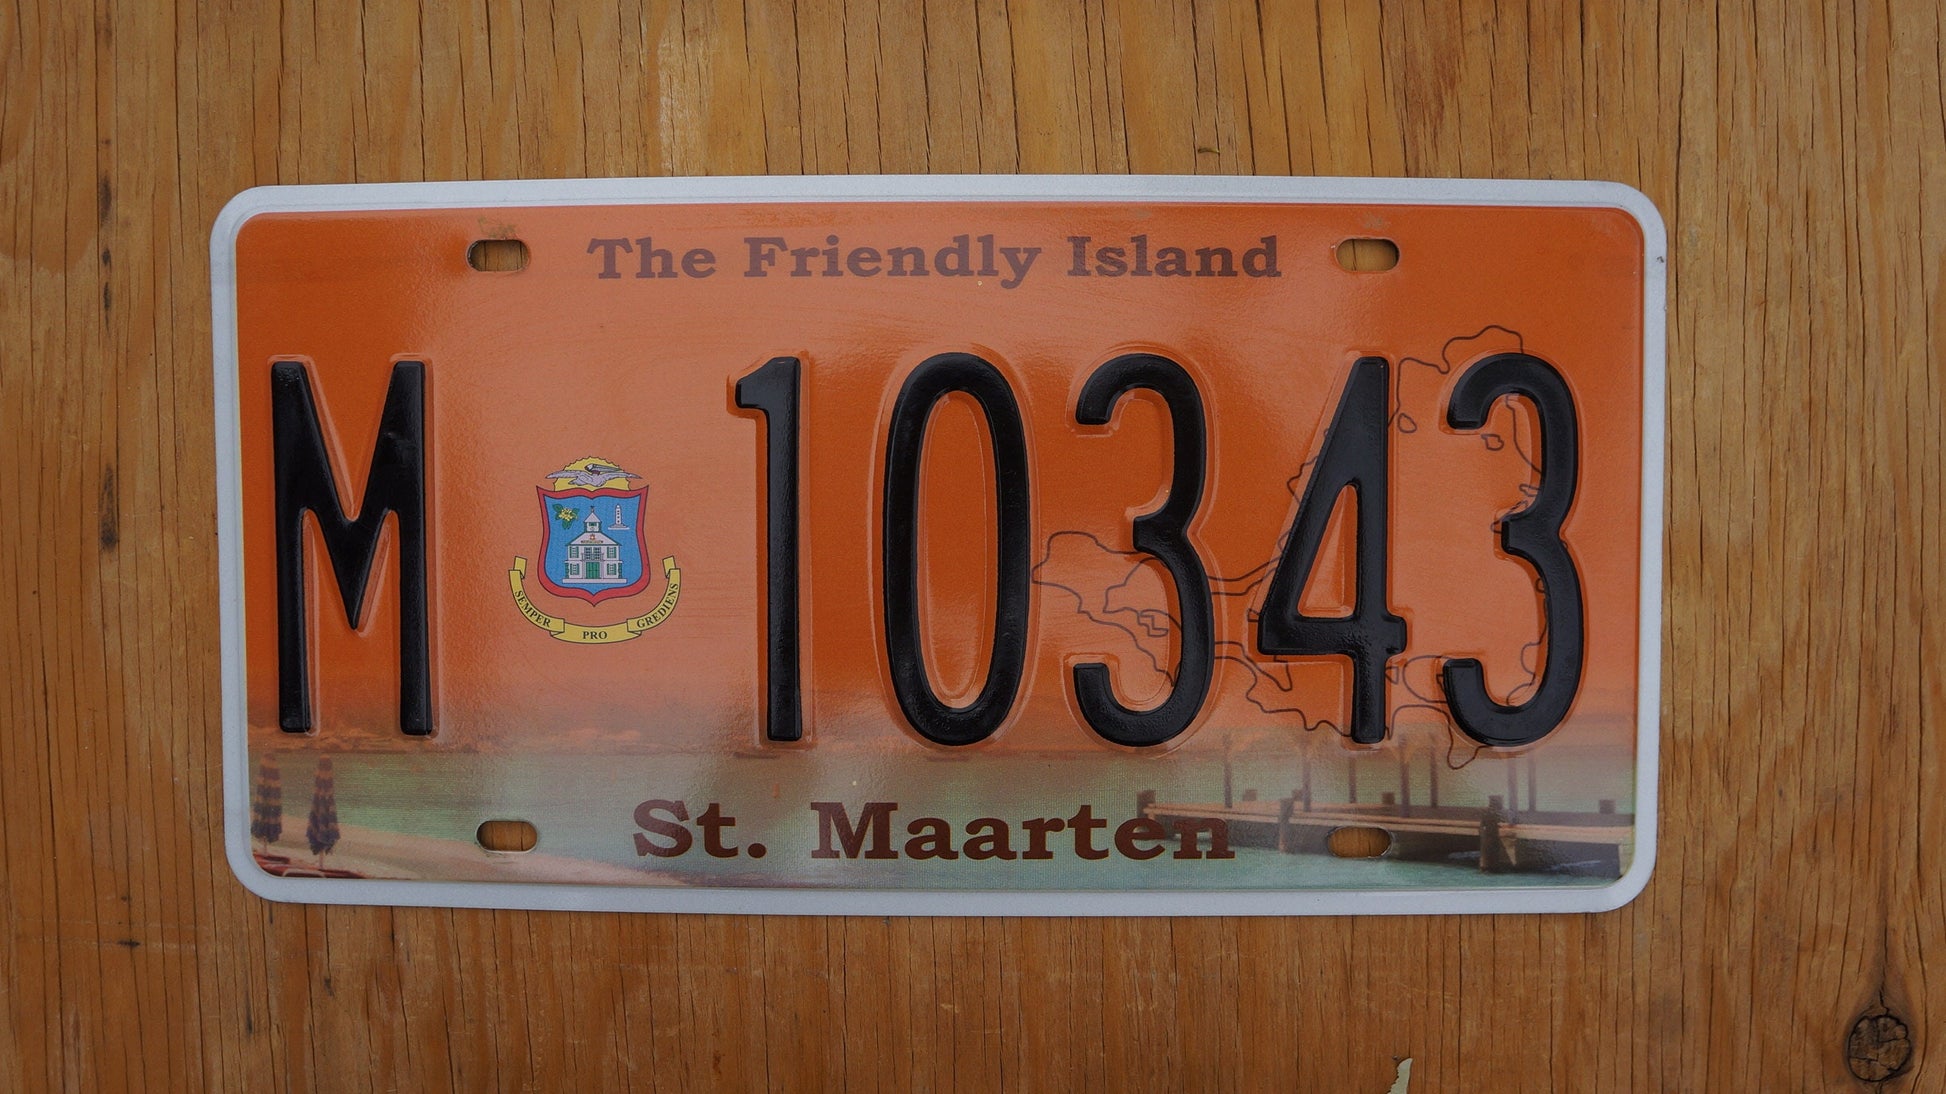 The Friendly Island
M 10343
SEMPER PRO GREDIENS
St. Maarten